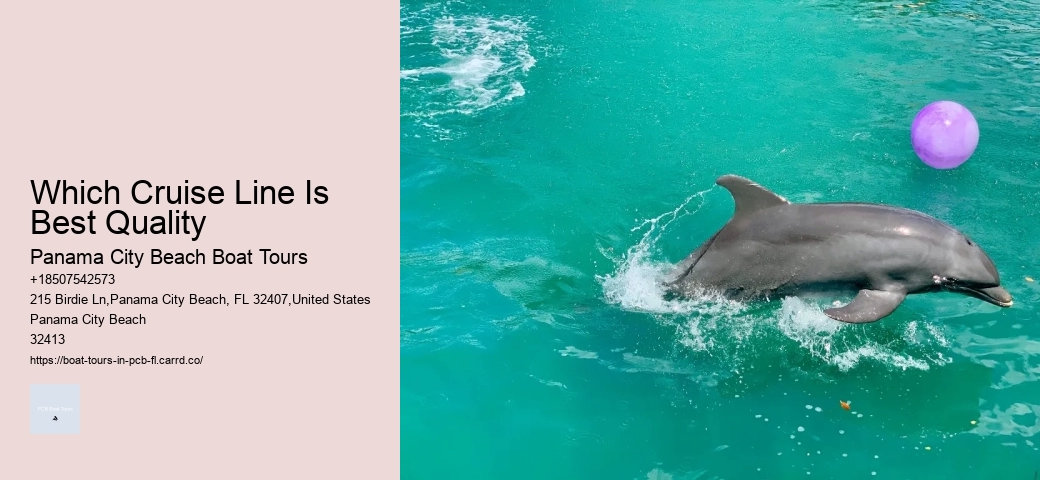 Which Cruise Line Is
Best Quality
Panama City Beach Boat Tours
+18507542573
215 Birdie Ln,Panama City Beach, FL 32407,United States
Panama City Beach
32413
https://boat-tours-in-pcb-fl.carrd.co/